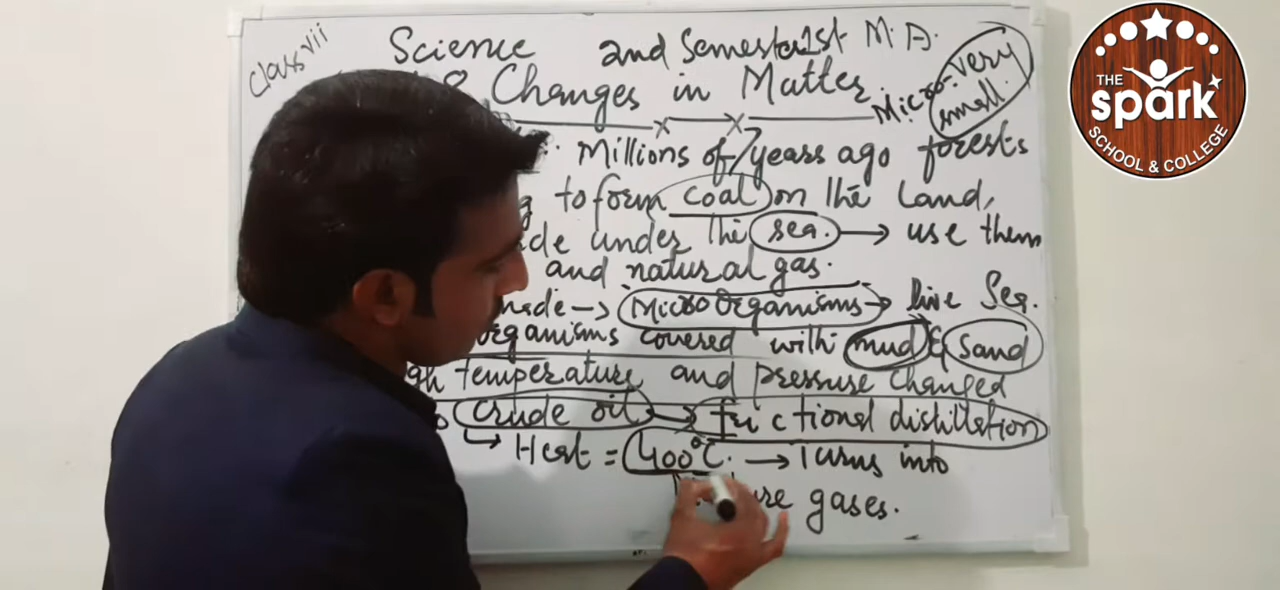 Class vii
Science and Semester 1st M.A.
8 Changes in Matter
Micro-very small.
Millions of years ago forests
to form coal on the land,
under the sea. → use them
and natural gas.
made → Micro Organisms → live Sea.
organisms covered with mud & sand
temperature and pressure changed
crude oil → frictional distillation
Heat = 400°C. → Turns into
gases.
THE
spark
SCHOOL & COLLEGE